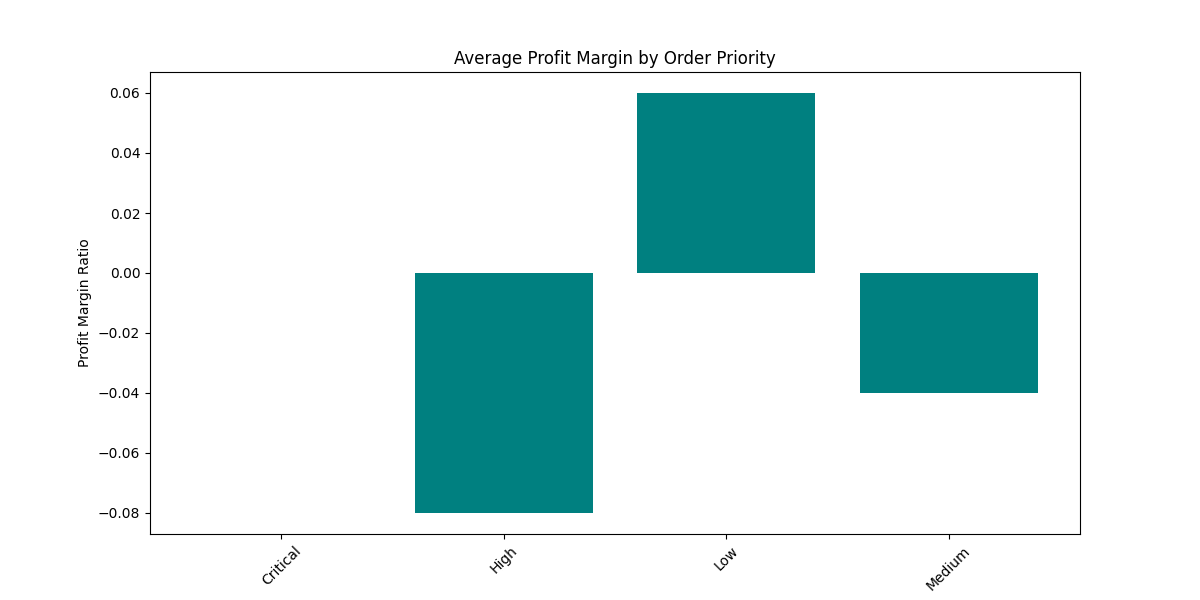 Average Profit Margin by Order Priority
Profit Margin Ratio
0.06
0.04
0.02
0.00
−0.02
−0.04
−0.06
−0.08
Critical
High
Low
Medium